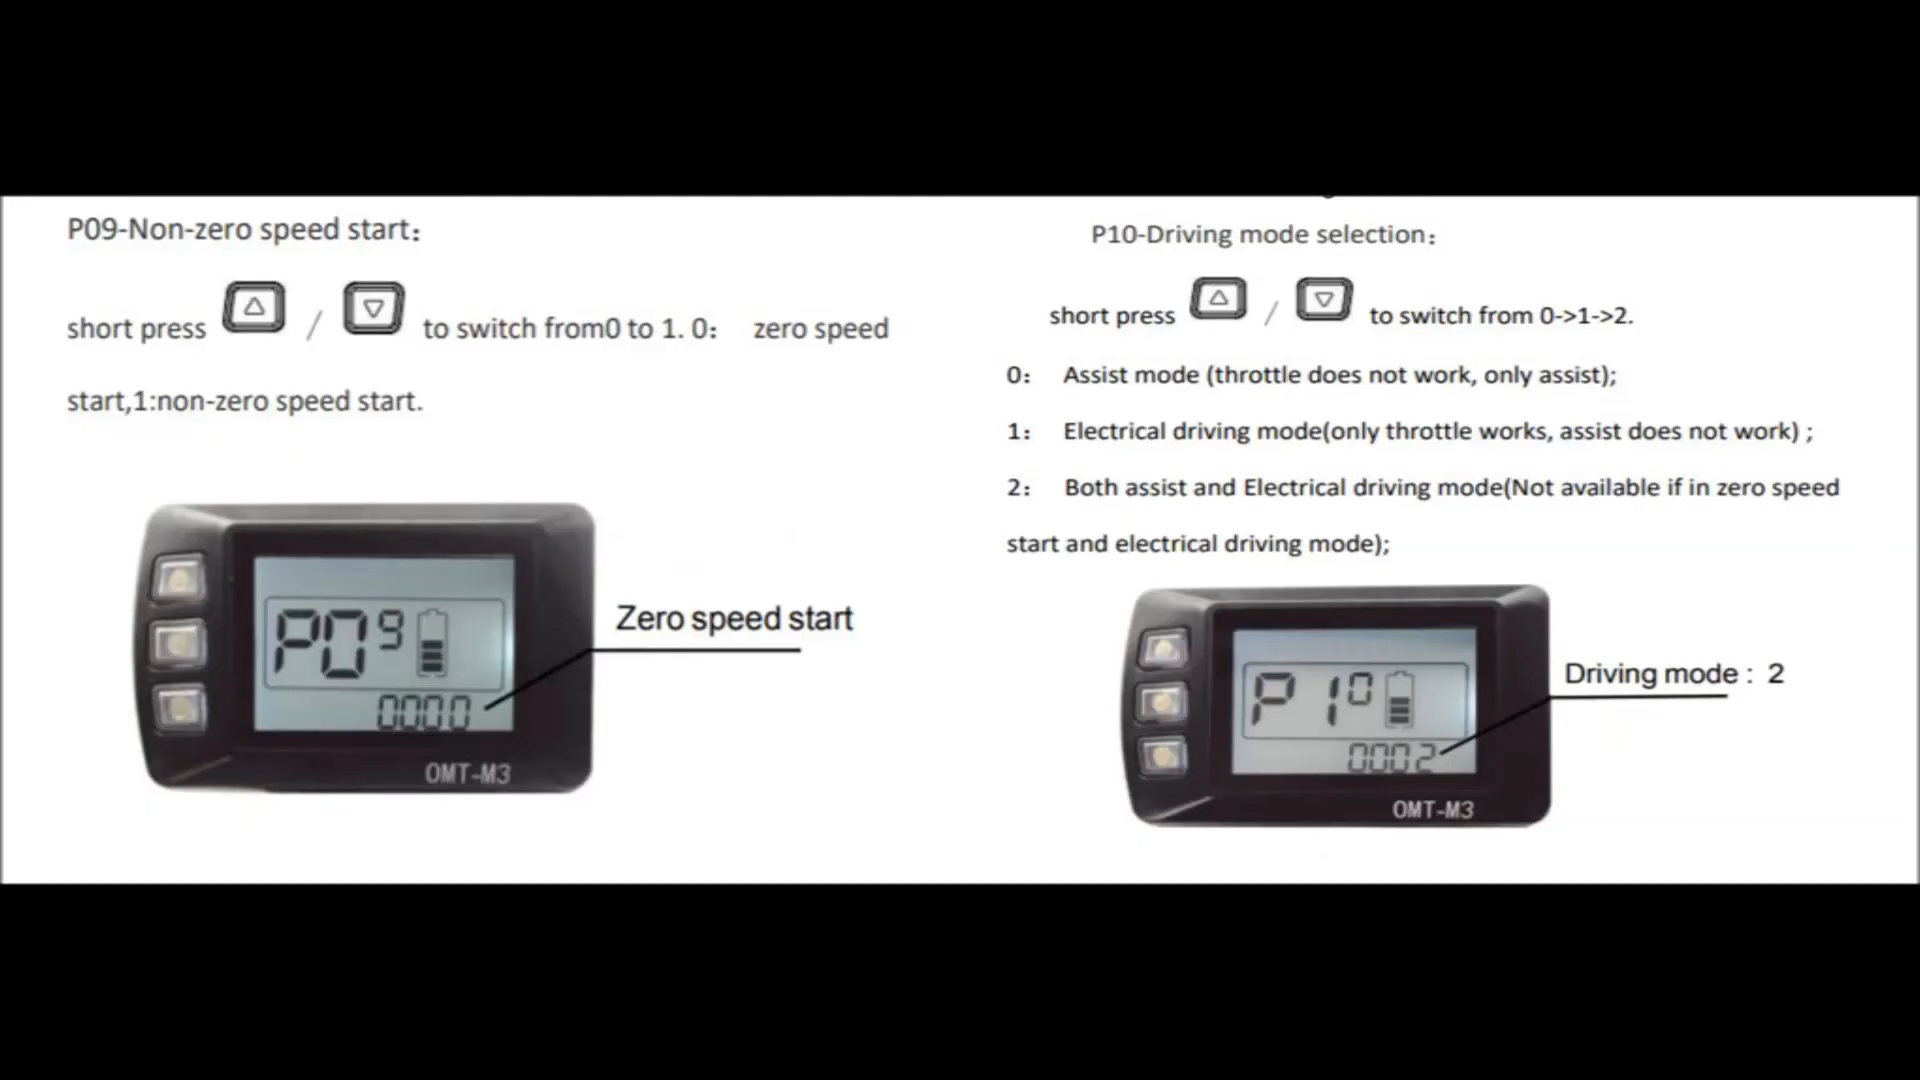 P09-Non-zero speed start：
short press / to switch from0 to 1. 0： zero speed
start,1:non-zero speed start.
P09
0000
OMT-M3
Zero speed start
P10-Driving mode selection：
short press / to switch from 0->1->2.
0： Assist mode (throttle does not work, only assist);
1： Electrical driving mode(only throttle works, assist does not work) ;
2： Both assist and Electrical driving mode(Not available if in zero speed
start and electrical driving mode);
P10
0002
OMT-M3
Driving mode : 2